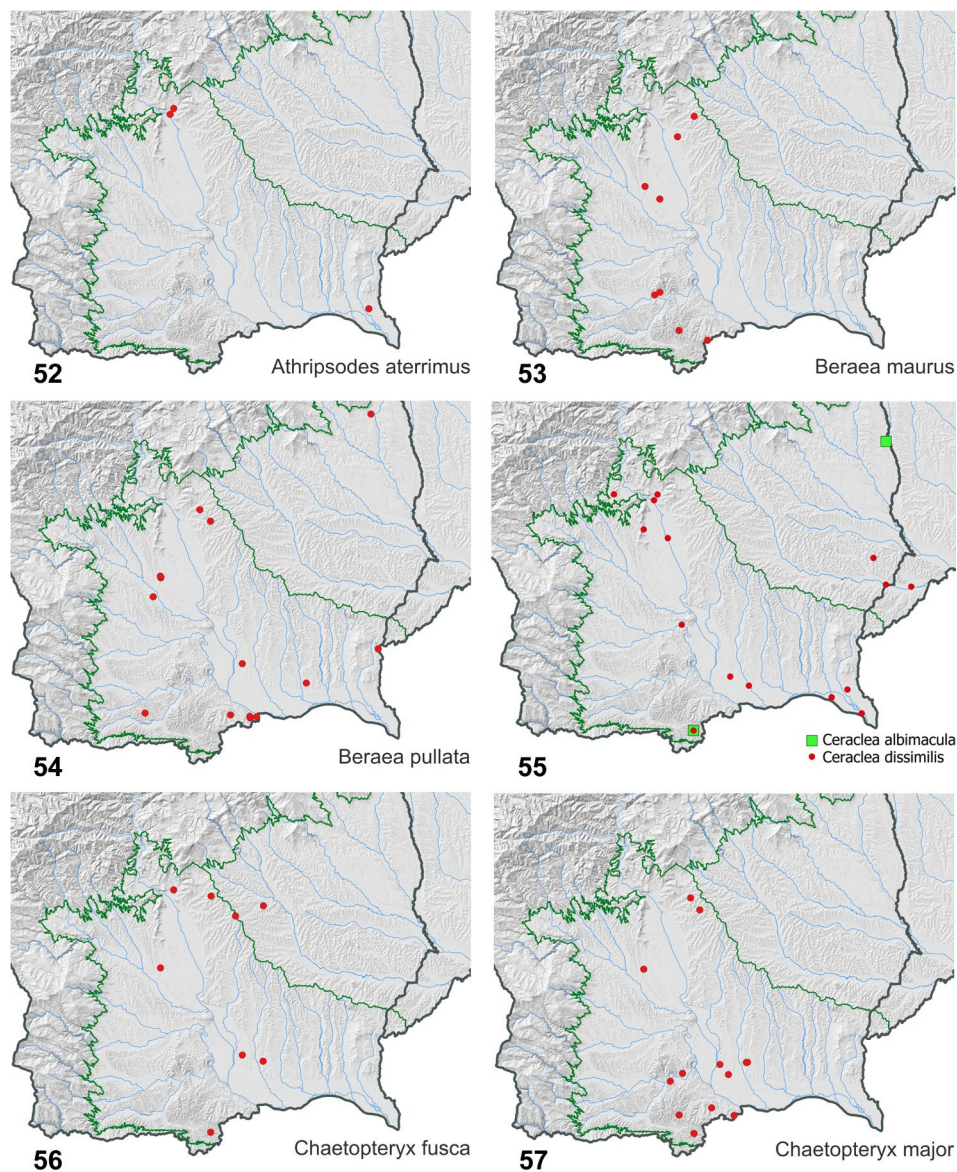 52
Athripsodes aterrimus
53
Beraea maurus
54
Beraea pullata
55
Ceraclea albimacula
Ceraclea dissimilis
56
Chaetopteryx fusca
57
Chaetopteryx major